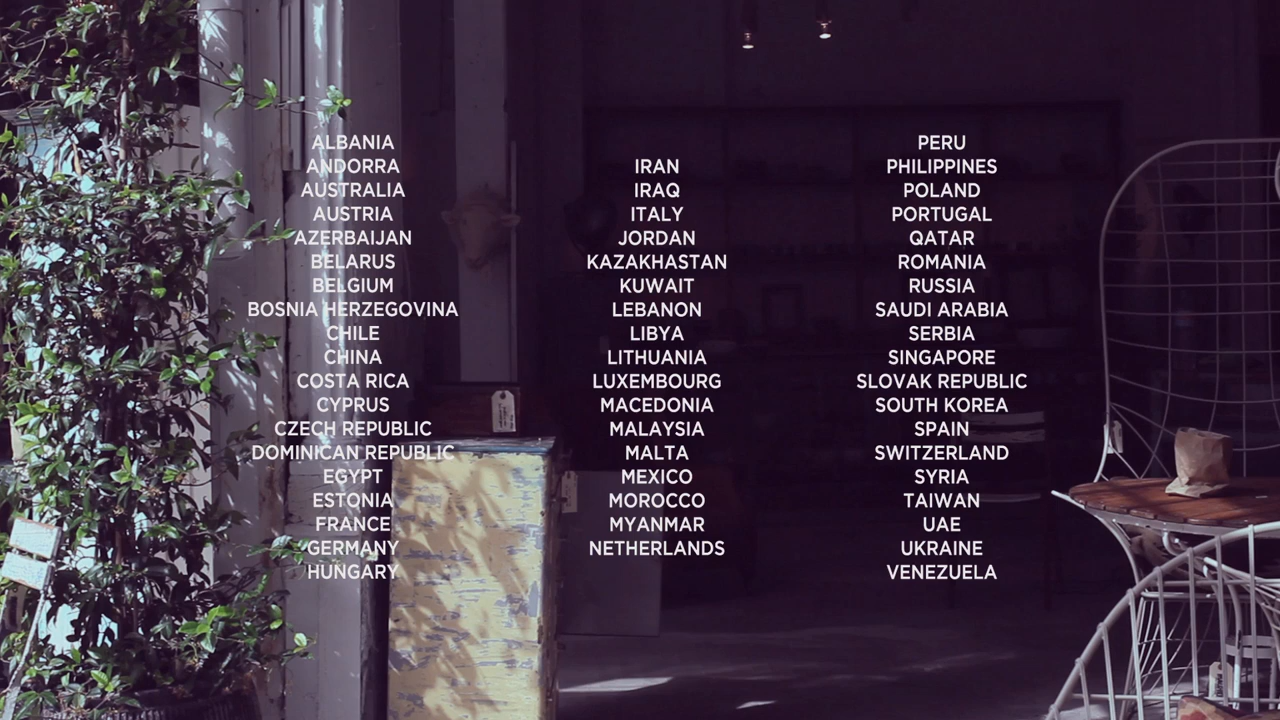 ALBANIA
ANDORRA
AUSTRALIA
AUSTRIA
AZERBAIJAN
BELARUS
BELGIUM
BOSNIA HERZEGOVINA
CHILE
CHINA
COSTA RICA
CYPRUS
CZECH REPUBLIC
DOMINICAN REPUBLIC
EGYPT
ESTONIA
FRANCE
GERMANY
HUNGARY
IRAN
IRAQ
ITALY
JORDAN
KAZAKHASTAN
KUWAIT
LEBANON
LIBYA
LITHUANIA
LUXEMBOURG
MACEDONIA
MALAYSIA
MALTA
MEXICO
MOROCCO
MYANMAR
NETHERLANDS
PERU
PHILIPPINES
POLAND
PORTUGAL
QATAR
ROMANIA
RUSSIA
SAUDI ARABIA
SERBIA
SINGAPORE
SLOVAK REPUBLIC
SOUTH KOREA
SPAIN
SWITZERLAND
SYRIA
TAIWAN
UAE
UKRAINE
VENEZUELA